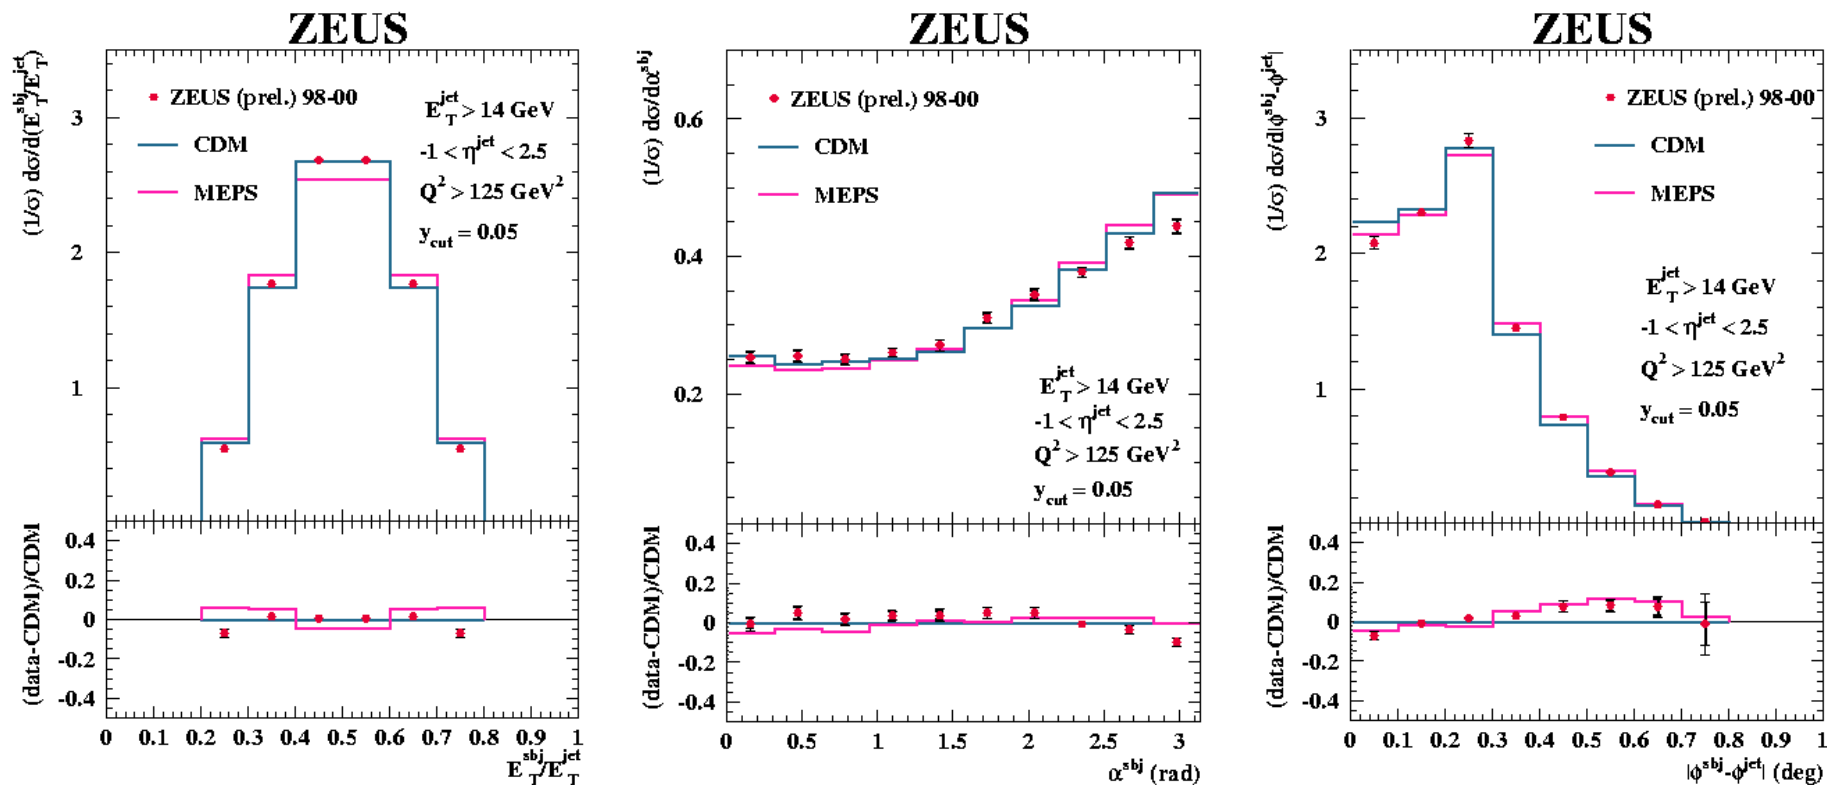 ZEUS
(1/σ) dσ/d(E_T^sbj/E_T^jet)
3
2
1
ZEUS (prel.) 98-00
CDM
MEPS
E_T^jet > 14 GeV
-1 < η^jet < 2.5
Q^2 > 125 GeV^2
y_cut = 0.05
(data-CDM)/CDM
0.4
0.2
0
-0.2
-0.4
0 0.1 0.2 0.3 0.4 0.5 0.6 0.7 0.8 0.9 1
E_T^sbj/E_T^jet
ZEUS
(1/σ) dσ/dα^sbj
0.6
0.4
0.2
ZEUS (prel.) 98-00
CDM
MEPS
E_T^jet > 14 GeV
-1 < η^jet < 2.5
Q^2 > 125 GeV^2
y_cut = 0.05
(data-CDM)/CDM
0.4
0.2
0
-0.2
-0.4
0 0.5 1 1.5 2 2.5 3
α^sbj (rad)
ZEUS
(1/σ) dσ/d|ϕ^sbj-ϕ^jet|
3
2
1
ZEUS (prel.) 98-00
CDM
MEPS
E_T^jet > 14 GeV
-1 < η^jet < 2.5
Q^2 > 125 GeV^2
y_cut = 0.05
(data-CDM)/CDM
0.4
0.2
0
-0.2
-0.4
0 0.1 0.2 0.3 0.4 0.5 0.6 0.7 0.8 0.9 1
|ϕ^sbj-ϕ^jet| (deg)